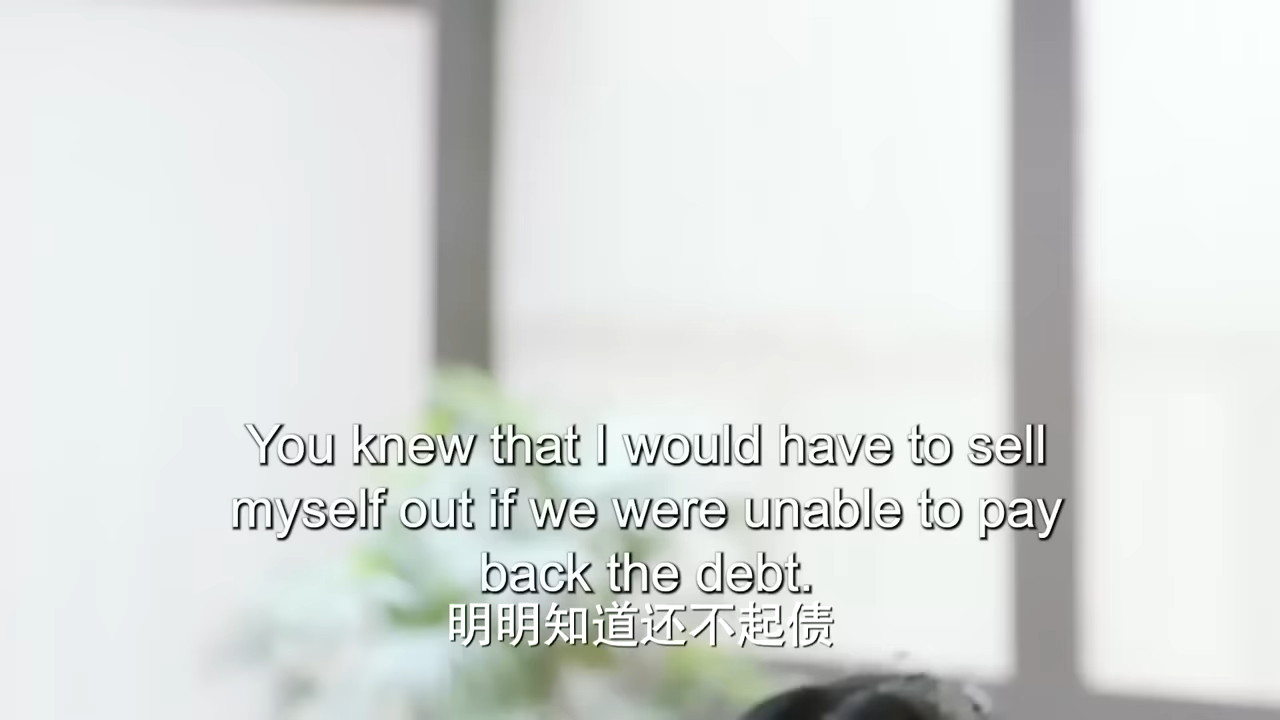 You knew that I would have to sell
myself out if we were unable to pay
back the debt.
明明知道还不起债